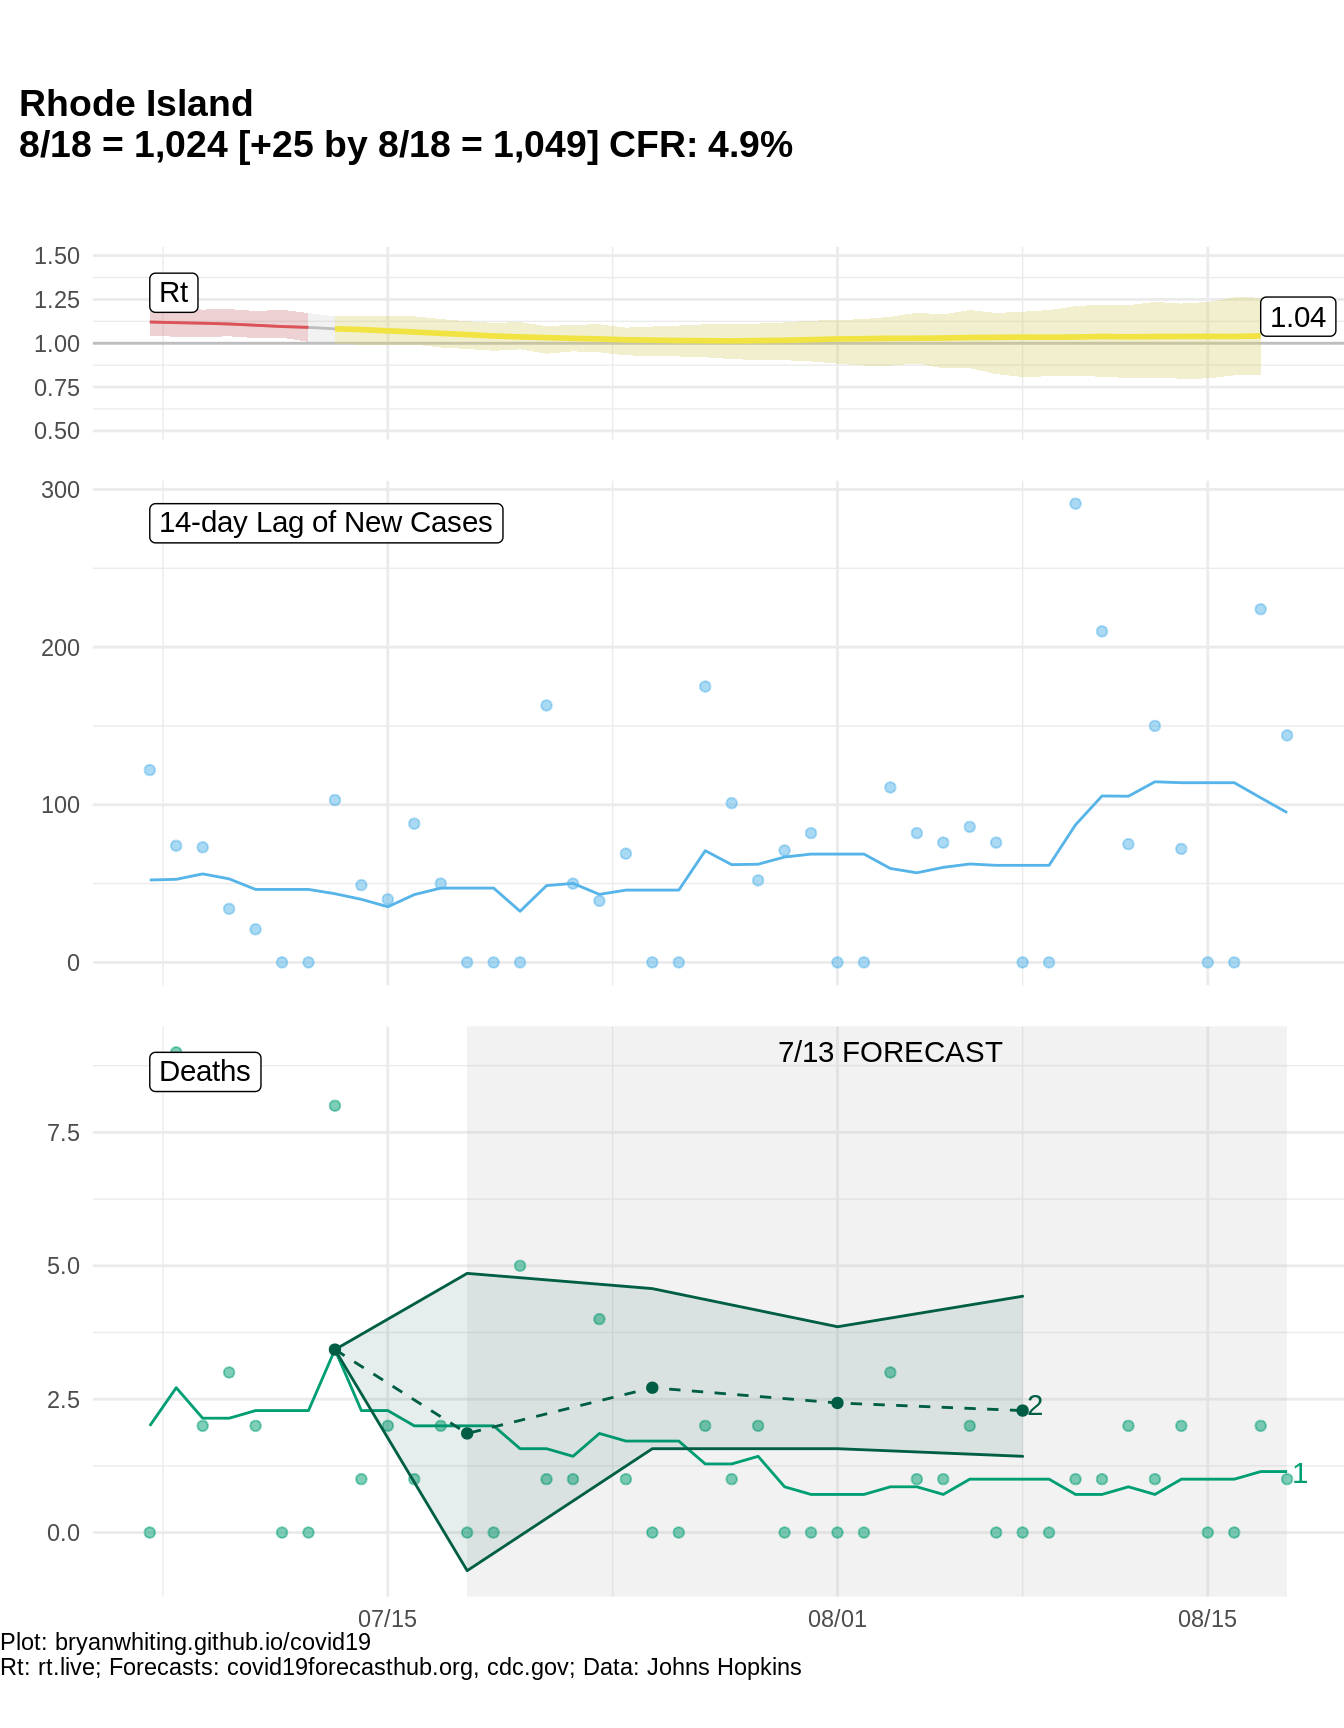 Rhode Island
8/18 = 1,024 [+25 by 8/18 = 1,049] CFR: 4.9%
1.50
1.25
1.00
0.75
0.50
Rt
1.04
300
200
100
0
14-day Lag of New Cases
Deaths
7/13 FORECAST
7.5
5.0
2.5
0.0
2
1
07/15
08/01
08/15
Plot: bryanwhiting.github.io/covid19
Rt: rt.live; Forecasts: covid19forecasthub.org, cdc.gov; Data: Johns Hopkins